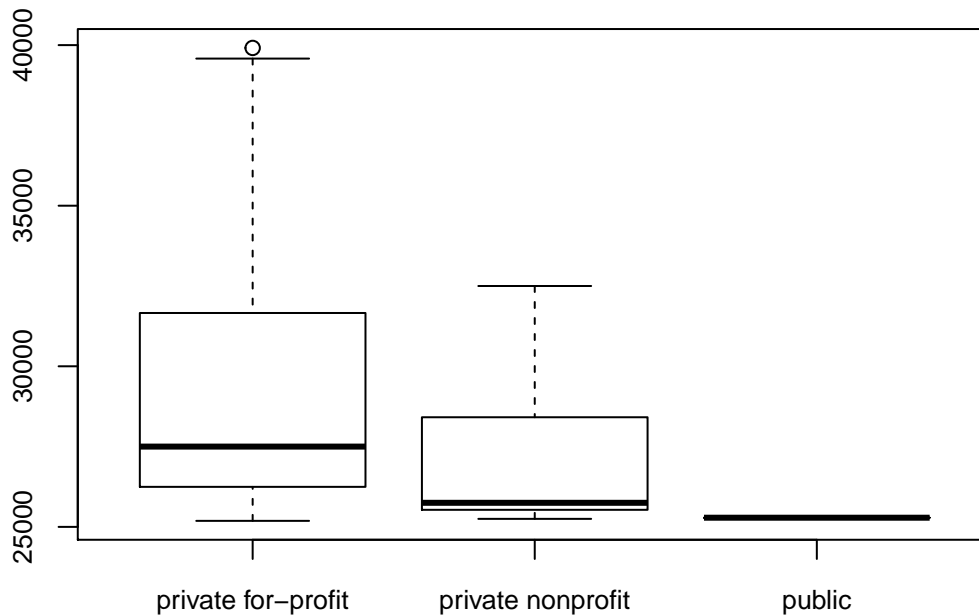 40000
35000
30000
25000
private for−profit
private nonprofit
public